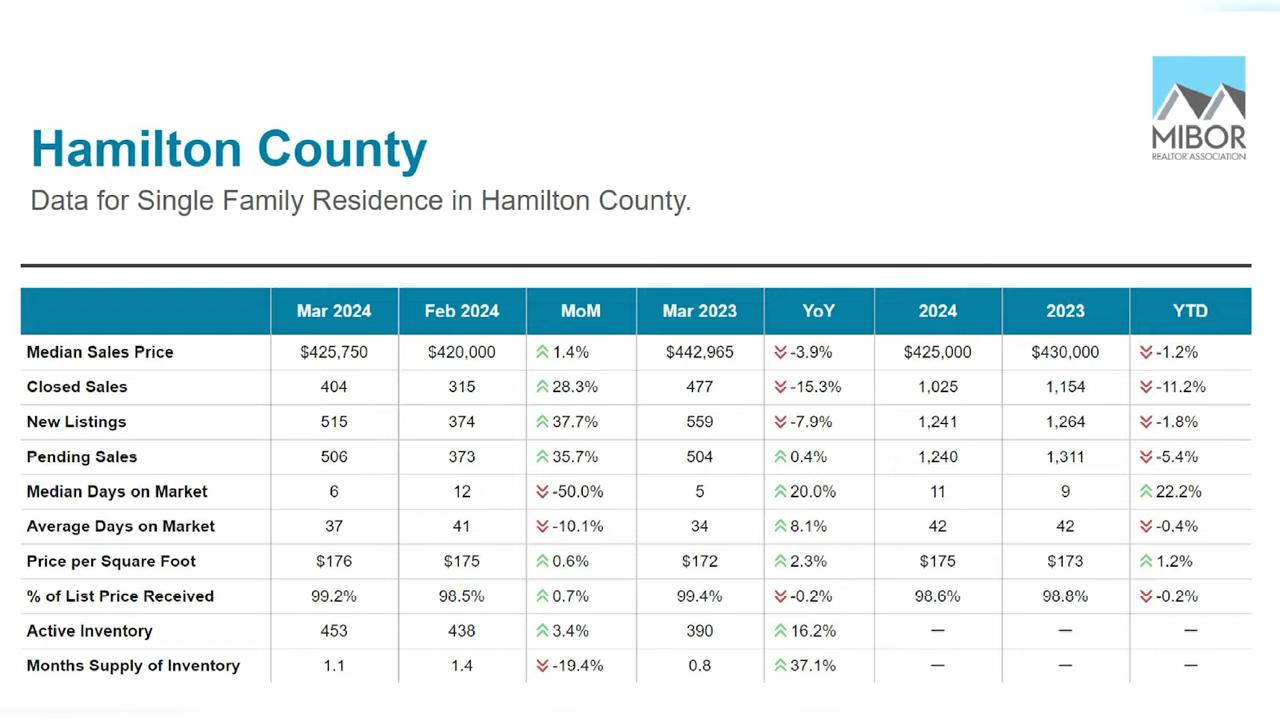 MIBOR
REALTOR® ASSOCIATION
Hamilton County
Data for Single Family Residence in Hamilton County.
Mar 2024 Feb 2024 MoM Mar 2023 YoY 2024 2023 YTD
Median Sales Price $425,750 $420,000 1.4% $442,965 -3.9% $425,000 $430,000 -1.2%
Closed Sales 404 315 28.3% 477 -15.3% 1,025 1,154 -11.2%
New Listings 515 374 37.7% 559 -7.9% 1,241 1,264 -1.8%
Pending Sales 506 373 35.7% 504 0.4% 1,240 1,311 -5.4%
Median Days on Market 6 12 -50.0% 5 20.0% 11 9 22.2%
Average Days on Market 37 41 -10.1% 34 8.1% 42 42 -0.4%
Price per Square Foot $176 $175 0.6% $172 2.3% $175 $173 1.2%
% of List Price Received 99.2% 98.5% 0.7% 99.4% -0.2% 98.6% 98.8% -0.2%
Active Inventory 453 438 3.4% 390 16.2% — — —
Months Supply of Inventory 1.1 1.4 -19.4% 0.8 37.1% — — —